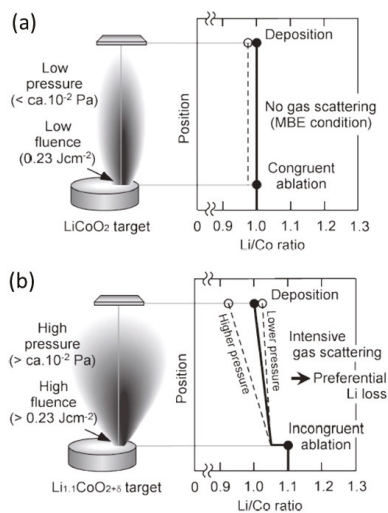 (a)
Low
pressure
(< ca.10⁻² Pa)
Low
fluence
(0.23 Jcm⁻²)
LiCoO₂ target
Position
Deposition
No gas scattering
(MBE condition)
Congruent
ablation
0 0.9 1.0 1.1 1.2 1.3
Li/Co ratio
(b)
High
pressure
(> ca.10⁻² Pa)
High
fluence
(> 0.23 Jcm⁻²)
Li₁.₁CoO₂₊δ target
Position
Deposition
Higher pressure
Lower pressure
Intensive
gas scattering
➔ Preferential
Li loss
Incongruent
ablation
0 0.9 1.0 1.1 1.2 1.3
Li/Co ratio